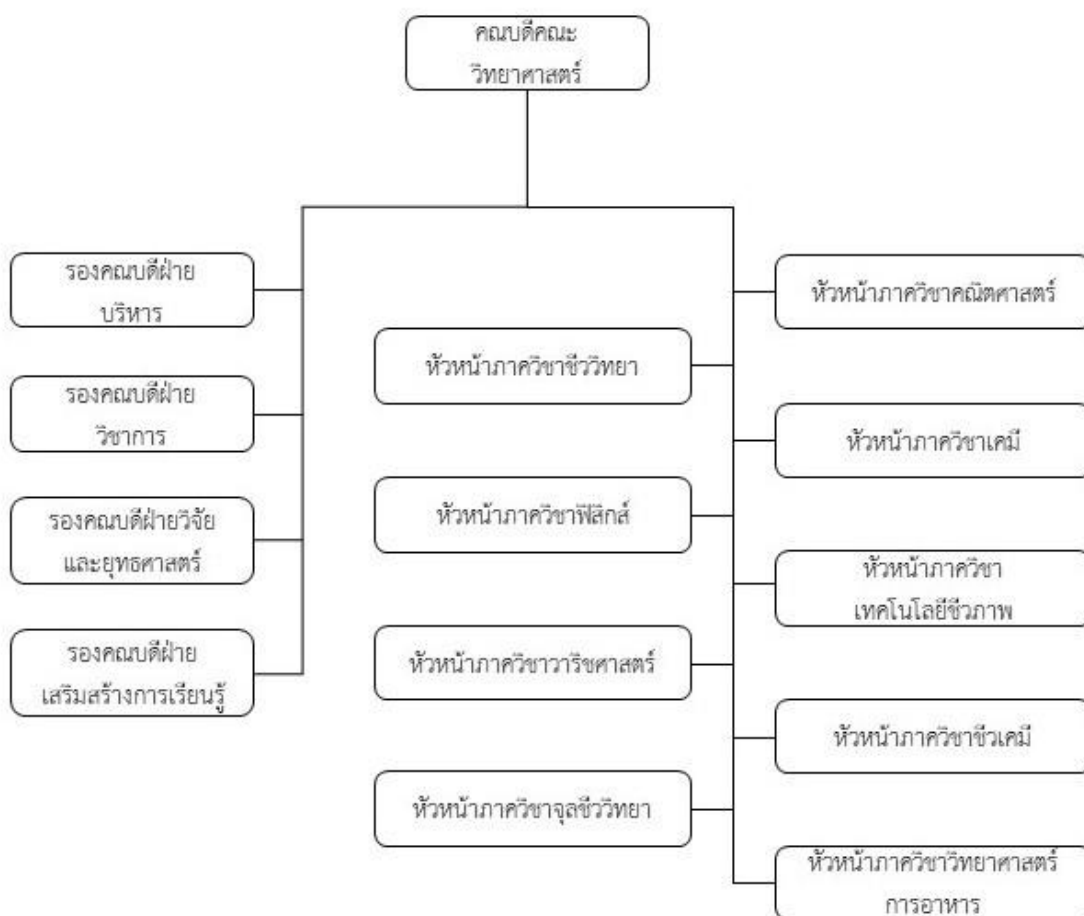 คณบดีคณะ
วิทยาศาสตร์
รองคณบดีฝ่าย
บริหาร
รองคณบดีฝ่าย
วิชาการ
รองคณบดีฝ่ายวิจัย
และยุทธศาสตร์
รองคณบดีฝ่าย
เสริมสร้างการเรียนรู้
หัวหน้าภาควิชาชีววิทยา
หัวหน้าภาควิชาฟิสิกส์
หัวหน้าภาควิชาวาริชศาสตร์
หัวหน้าภาควิชาจุลชีววิทยา
หัวหน้าภาควิชาคณิตศาสตร์
หัวหน้าภาควิชาเคมี
หัวหน้าภาควิชา
เทคโนโลยีชีวภาพ
หัวหน้าภาควิชาชีวเคมี
หัวหน้าภาควิชาวิทยาศาสตร์
การอาหาร